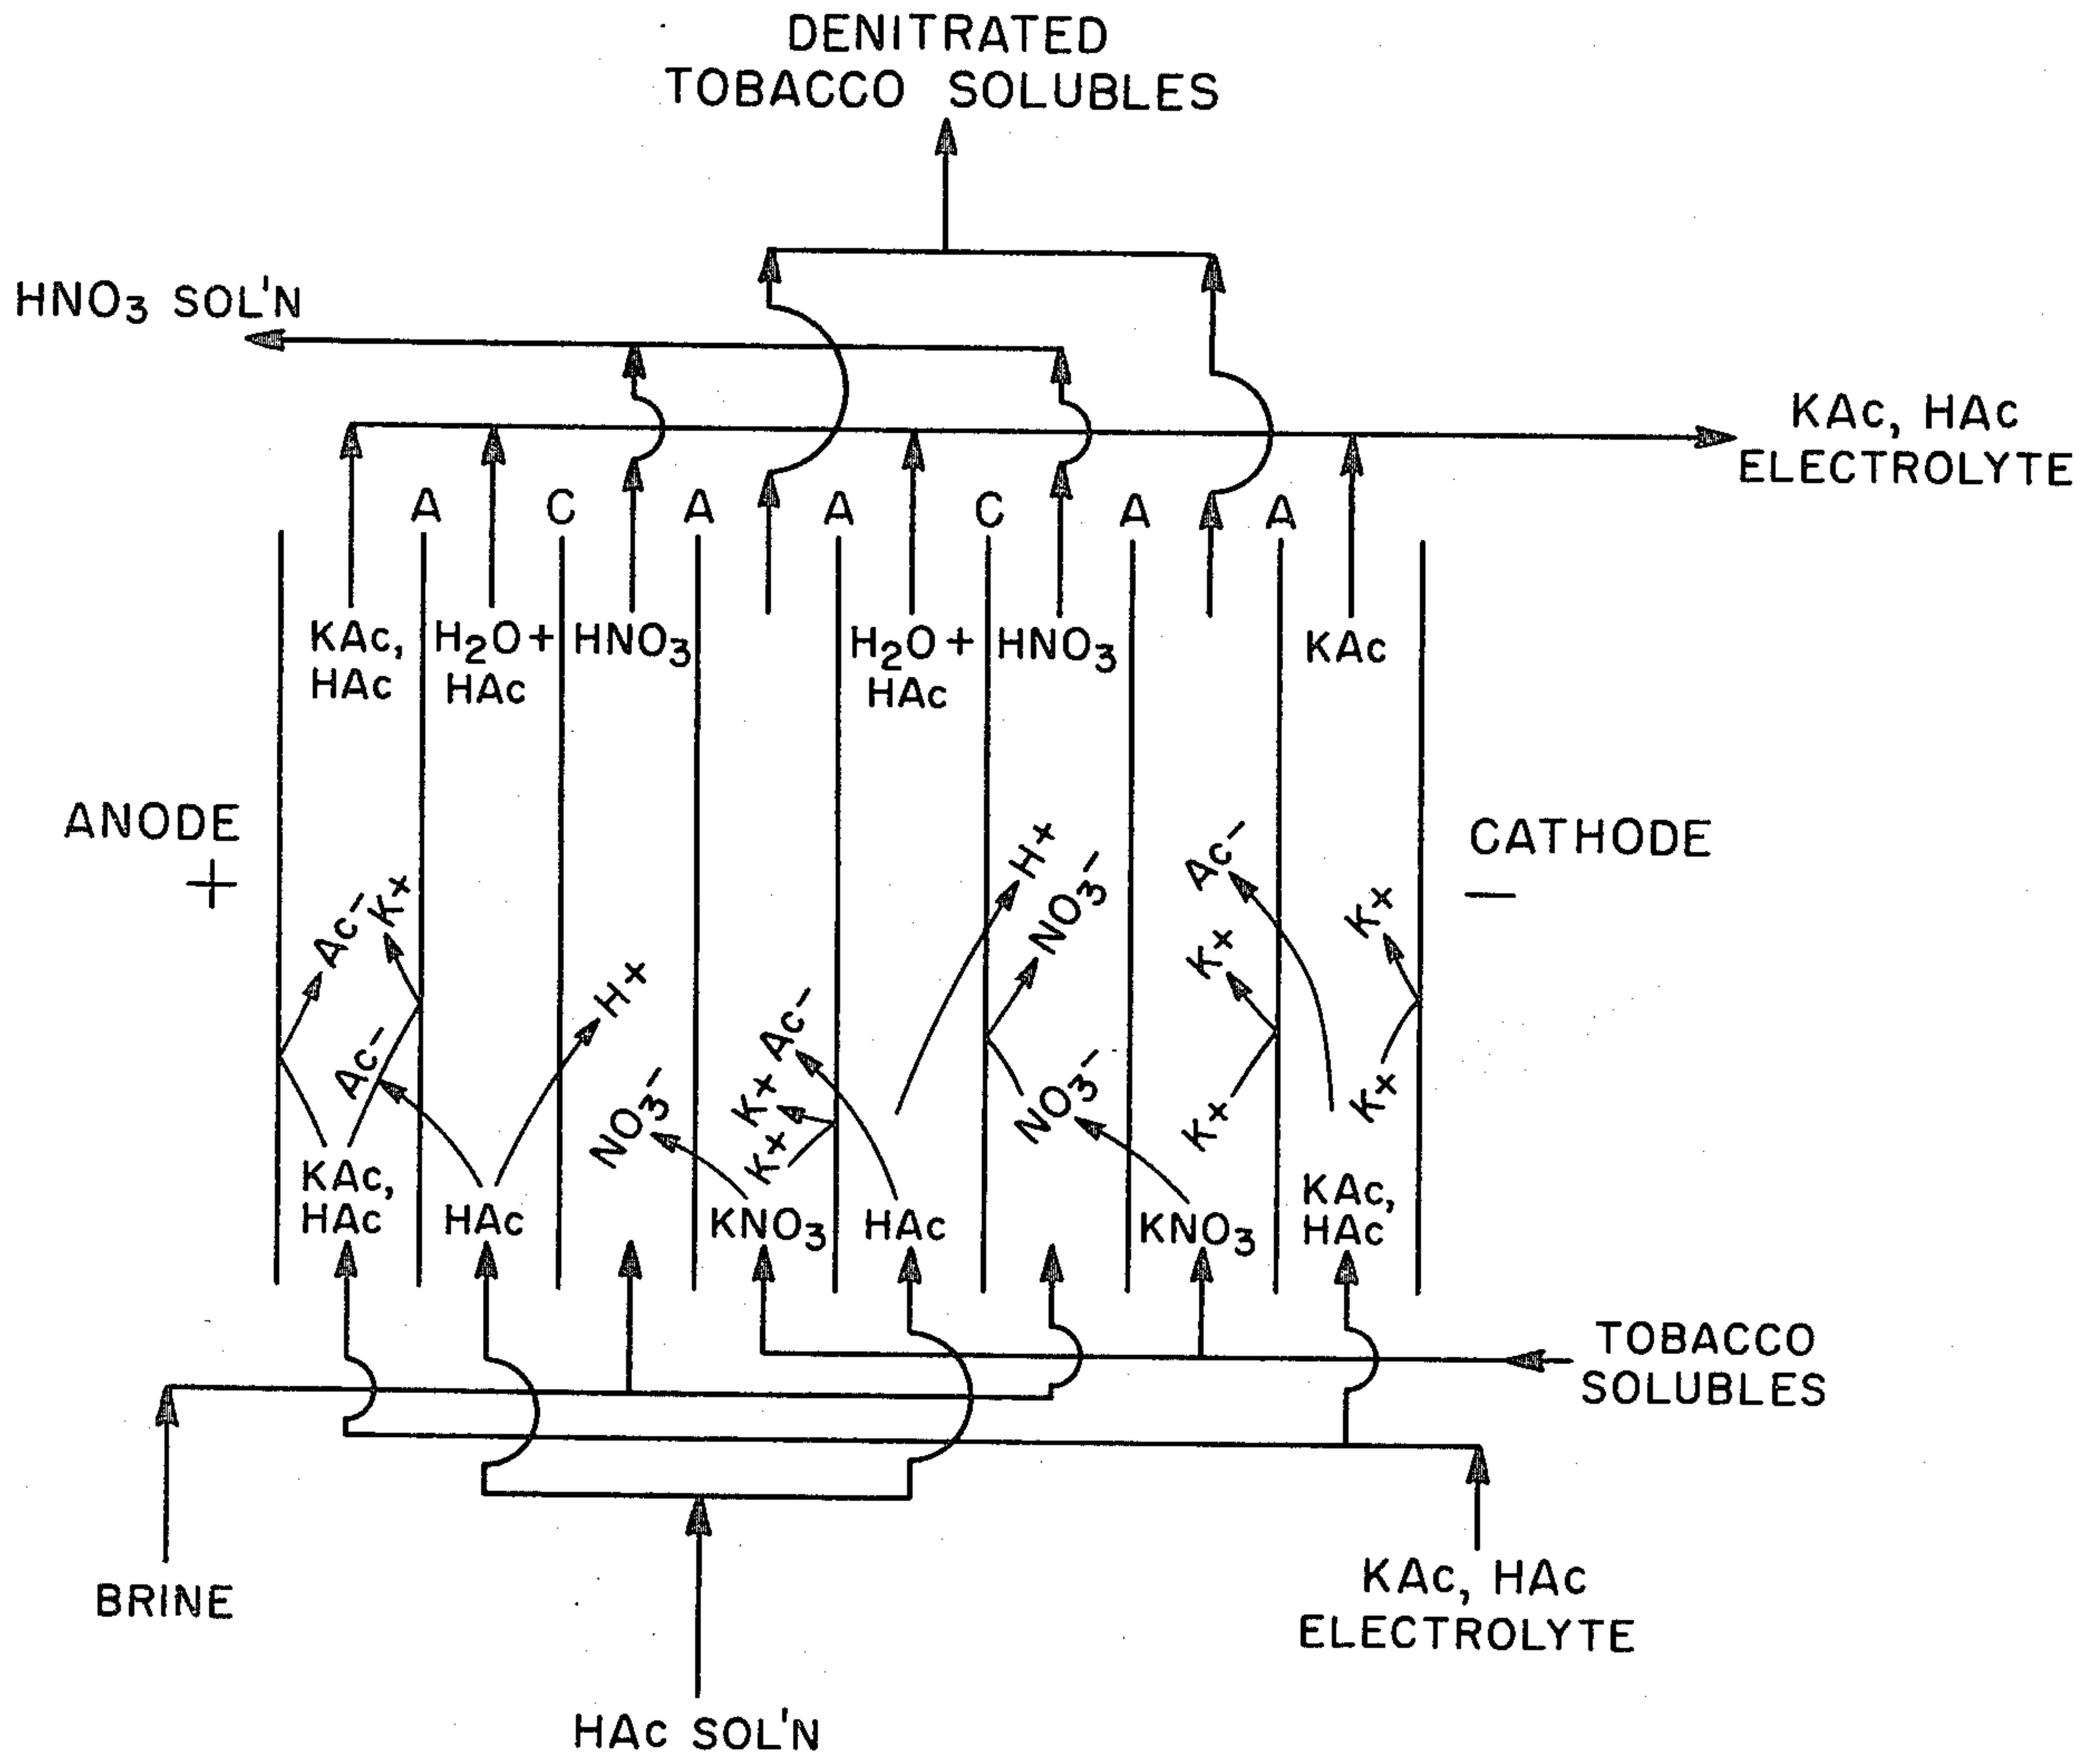 DENITRATED
TOBACCO SOLUBLES
HNO3 SOL'N
KAc, HAc
ELECTROLYTE
A
C
A
A
C
A
A
KAc,
HAc
H2O+
HAc
HNO3
H2O+
HAc
HNO3
KAc
ANODE
+
CATHODE
−
Ac−
K+
Ac−
H+
NO3−
Ac−
K+
K+
H+
NO3−
NO3−
Ac−
K+
K+
K+
K+
KAc,
HAc
HAc
KNO3
HAc
KNO3
KAc,
HAc
TOBACCO
SOLUBLES
BRINE
KAc, HAc
ELECTROLYTE
HAc SOL'N